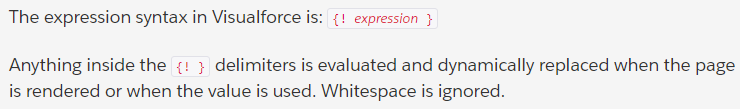 The expression syntax in Visualforce is: {! expression }
Anything inside the {! } delimiters is evaluated and dynamically replaced when the page
is rendered or when the value is used. Whitespace is ignored.